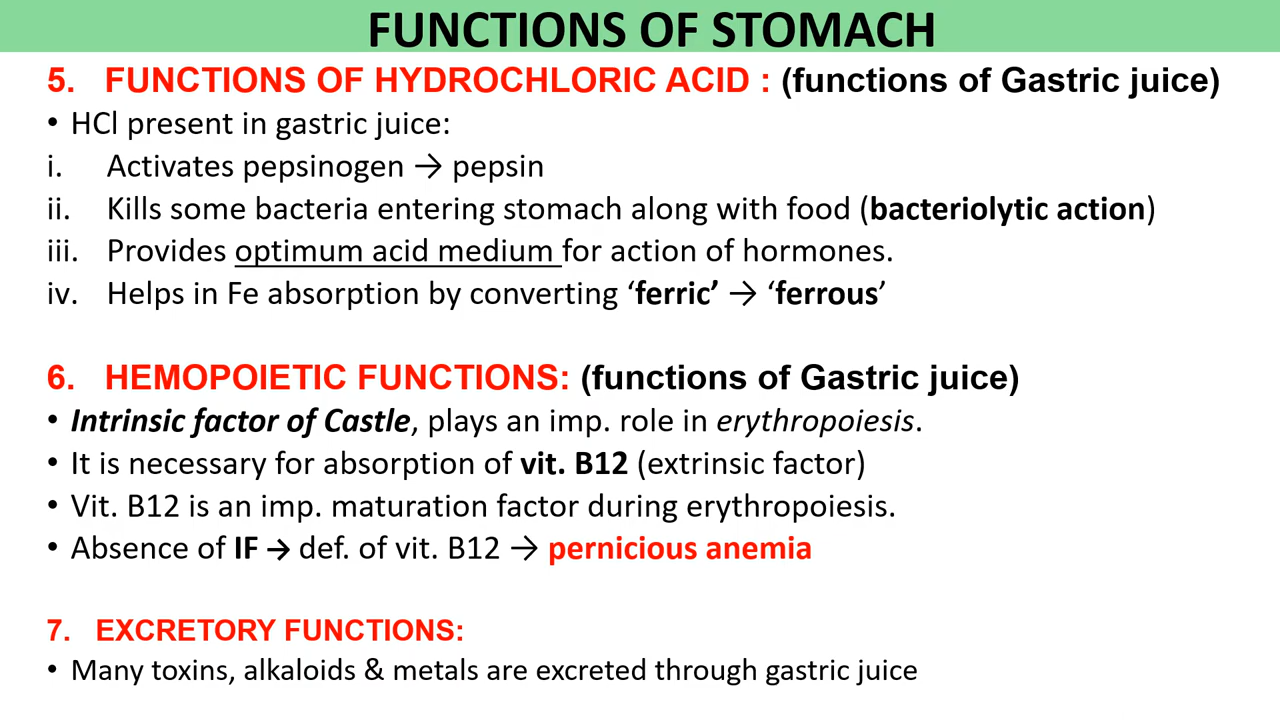 FUNCTIONS OF STOMACH
5. FUNCTIONS OF HYDROCHLORIC ACID : (functions of Gastric juice)
• HCl present in gastric juice:
i. Activates pepsinogen → pepsin
ii. Kills some bacteria entering stomach along with food (bacteriolytic action)
iii. Provides optimum acid medium for action of hormones.
iv. Helps in Fe absorption by converting ‘ferric’ → ‘ferrous’
6. HEMOPOIETIC FUNCTIONS: (functions of Gastric juice)
• Intrinsic factor of Castle, plays an imp. role in erythropoiesis.
• It is necessary for absorption of vit. B12 (extrinsic factor)
• Vit. B12 is an imp. maturation factor during erythropoiesis.
• Absence of IF → def. of vit. B12 → pernicious anemia
7. EXCRETORY FUNCTIONS:
• Many toxins, alkaloids & metals are excreted through gastric juice